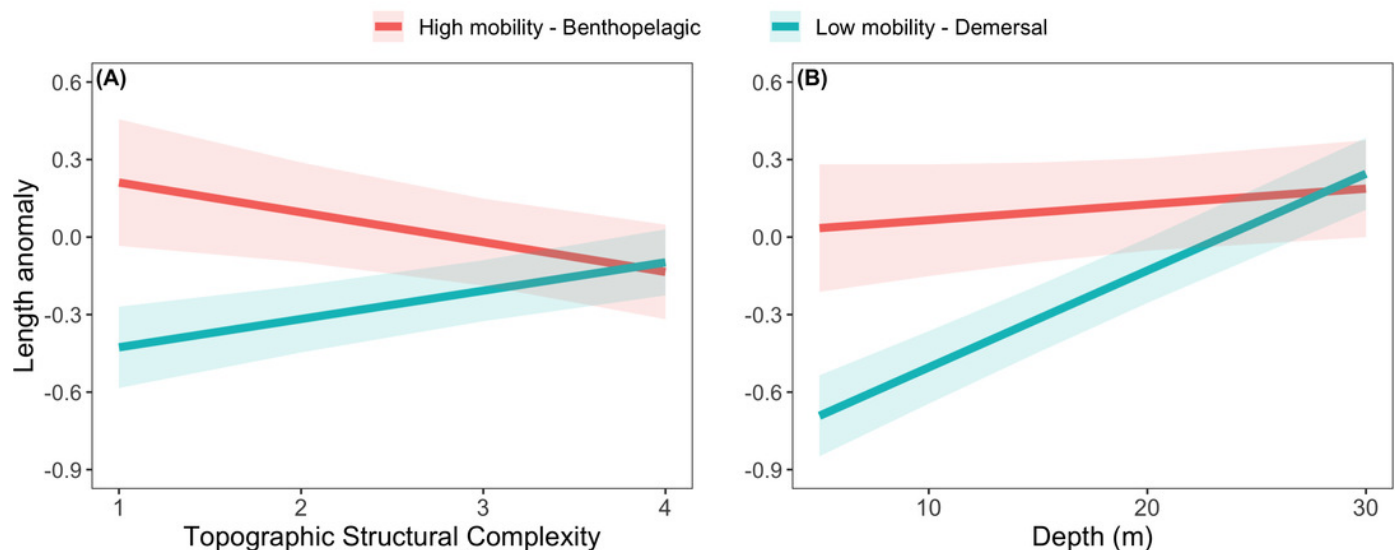 High mobility - Benthopelagic
Low mobility - Demersal
(A)
0.6
0.3
0.0
-0.3
-0.6
-0.9
Length anomaly
1 2 3 4
Topographic Structural Complexity
(B)
0.6
0.3
0.0
-0.3
-0.6
-0.9
10 20 30
Depth (m)